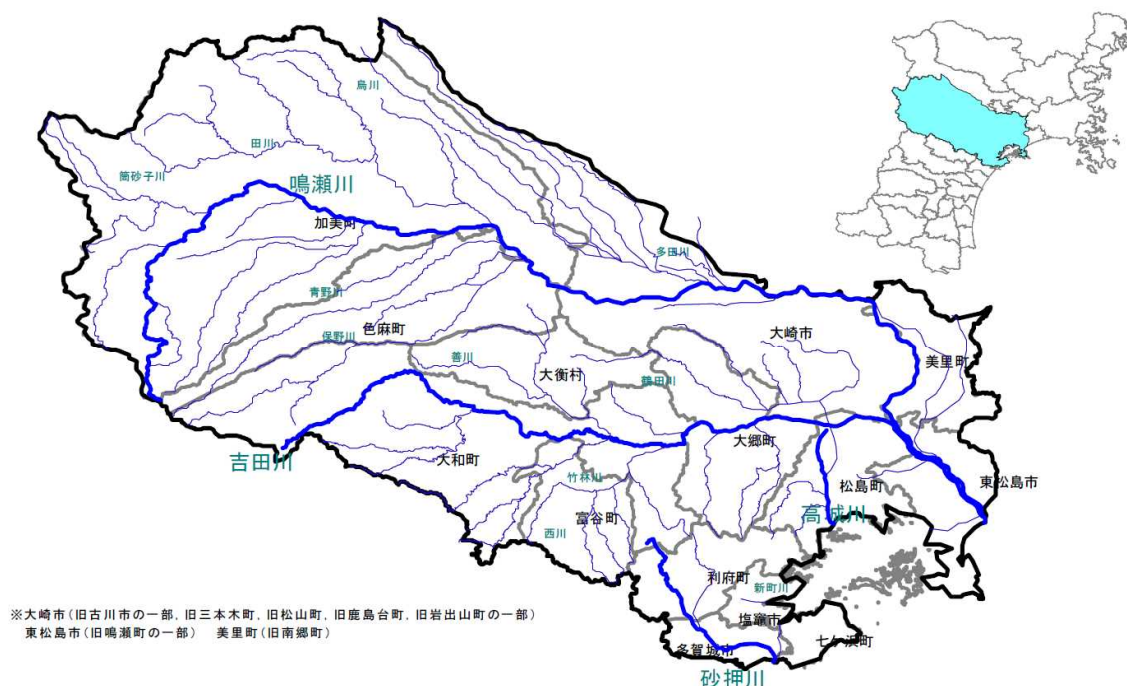 烏川
田川
筒砂子川
鳴瀬川
加美町
多田川
青野川
保野川
色麻町
善川
大衡村
鶴田川
大崎市
美里町
吉田川
大和町
大郷町
竹林川
松島町
東松島市
高城川
富谷町
西川
利府町
新町川
塩竈市
多賀城市
七ヶ浜町
砂押川
※大崎市(旧古川市の一部,旧三本木町,旧松山町,旧鹿島台町,旧岩出山町の一部)
東松島市(旧鳴瀬町の一部) 美里町(旧南郷町)